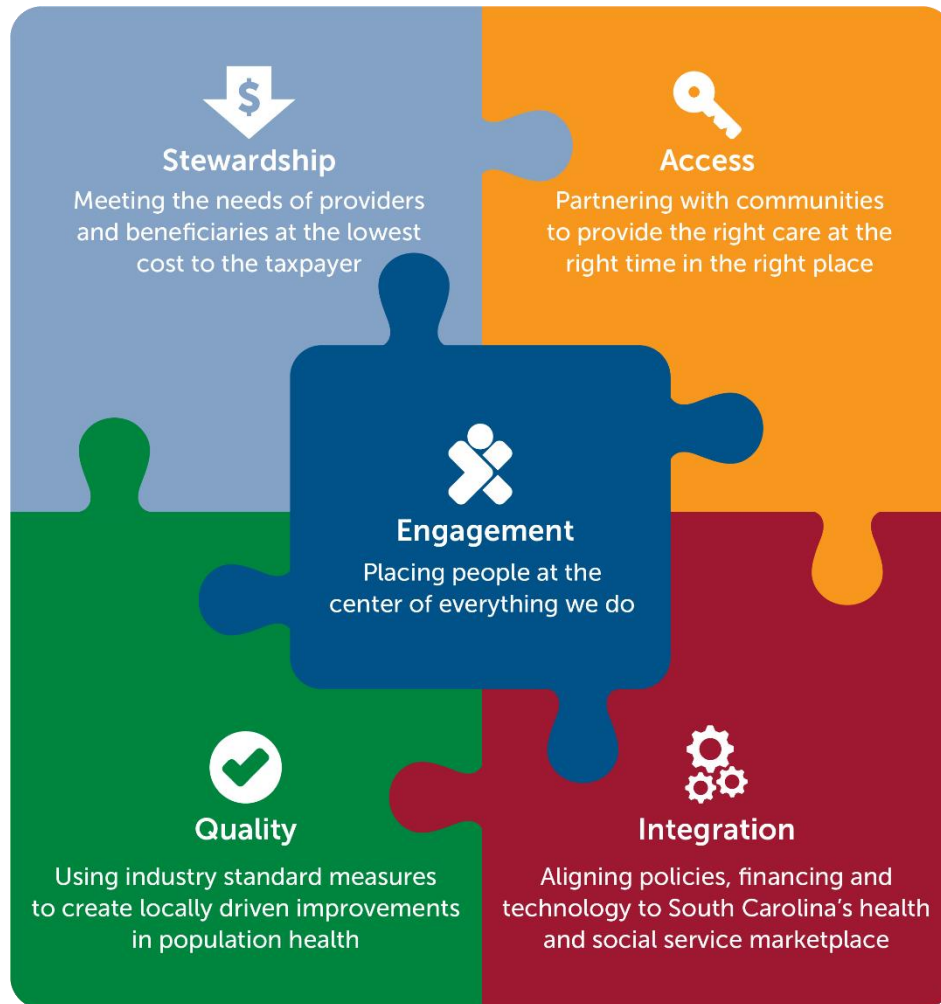 $
Stewardship
Meeting the needs of providers
and beneficiaries at the lowest
cost to the taxpayer
Access
Partnering with communities
to provide the right care at the
right time in the right place
Engagement
Placing people at the
center of everything we do
Quality
Using industry standard measures
to create locally driven improvements
in population health
Integration
Aligning policies, financing and
technology to South Carolina’s health
and social service marketplace